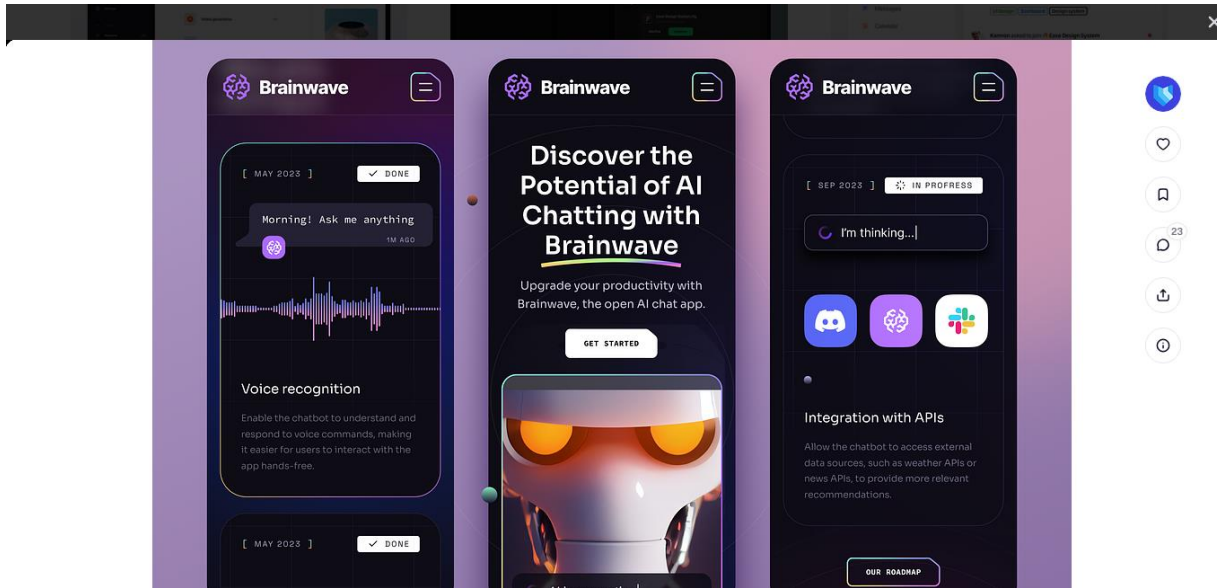 Brainwave
[ MAY 2023 ]
DONE
Morning! Ask me anything
1M AGO
Voice recognition
Enable the chatbot to understand and
respond to voice commands, making
it easier for users to interact with the
app hands-free.
[ MAY 2023 ]
DONE
Brainwave
Discover the
Potential of AI
Chatting with
Brainwave
Upgrade your productivity with
Brainwave, the open AI chat app.
GET STARTED
Brainwave
[ SEP 2023 ]
IN PROFRESS
I'm thinking...
Integration with APIs
Allow the chatbot to access external
data sources, such as weather APIs or
news APIs, to provide more relevant
recommendations.
OUR ROADMAP
23